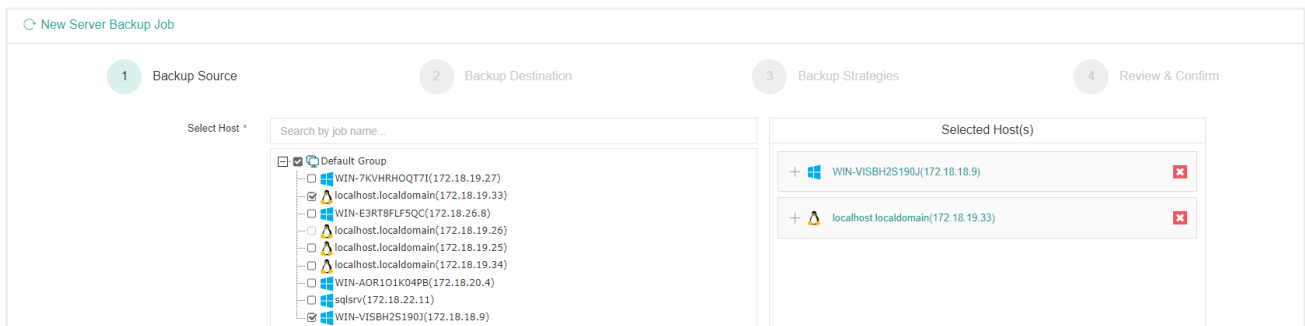 New Server Backup Job
1 Backup Source 2 Backup Destination 3 Backup Strategies 4 Review & Confirm
Select Host *
Search by job name...
Default Group
WIN-7KVHRHOQT7I(172.18.19.27)
localhost.localdomain(172.18.19.33)
WIN-E3RT8FLF5QC(172.18.26.8)
localhost.localdomain(172.18.19.26)
localhost.localdomain(172.18.19.25)
localhost.localdomain(172.18.19.34)
WIN-AOR1O1K04PB(172.18.20.4)
sqlsrv(172.18.22.11)
WIN-VISBH2S190J(172.18.18.9)
Selected Host(s)
WIN-VISBH2S190J(172.18.18.9)
localhost.localdomain(172.18.19.33)